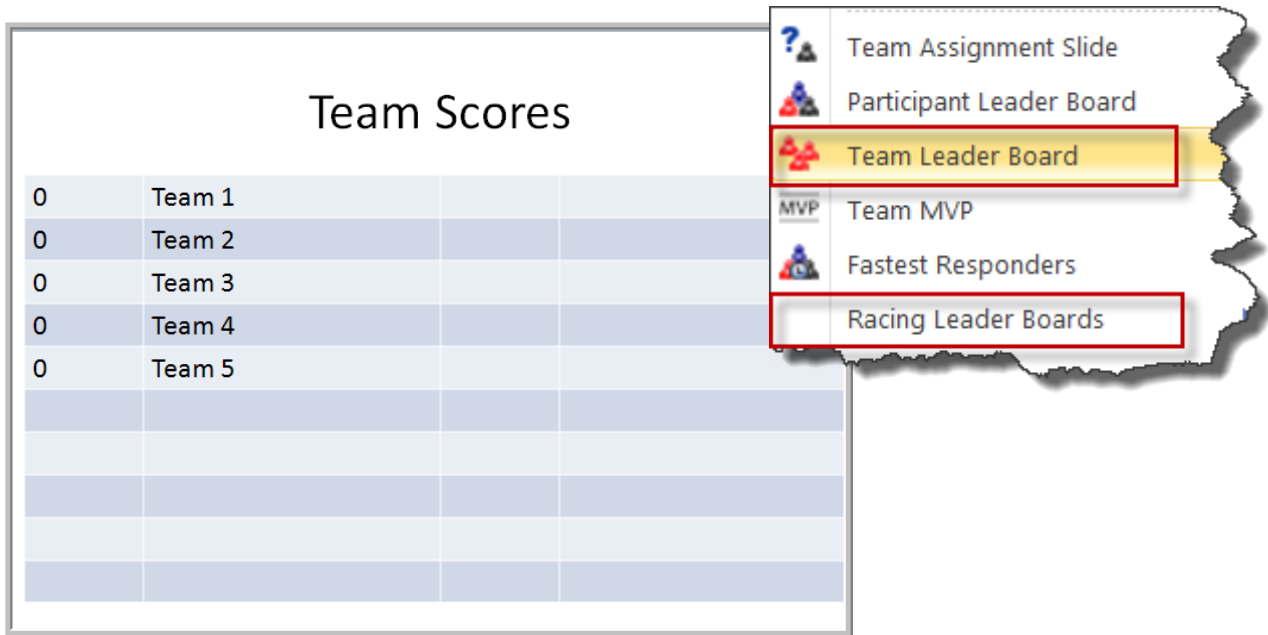 Team Scores
0 Team 1
0 Team 2
0 Team 3
0 Team 4
0 Team 5
? Team Assignment Slide
Participant Leader Board
Team Leader Board
MVP Team MVP
Fastest Responders
Racing Leader Boards